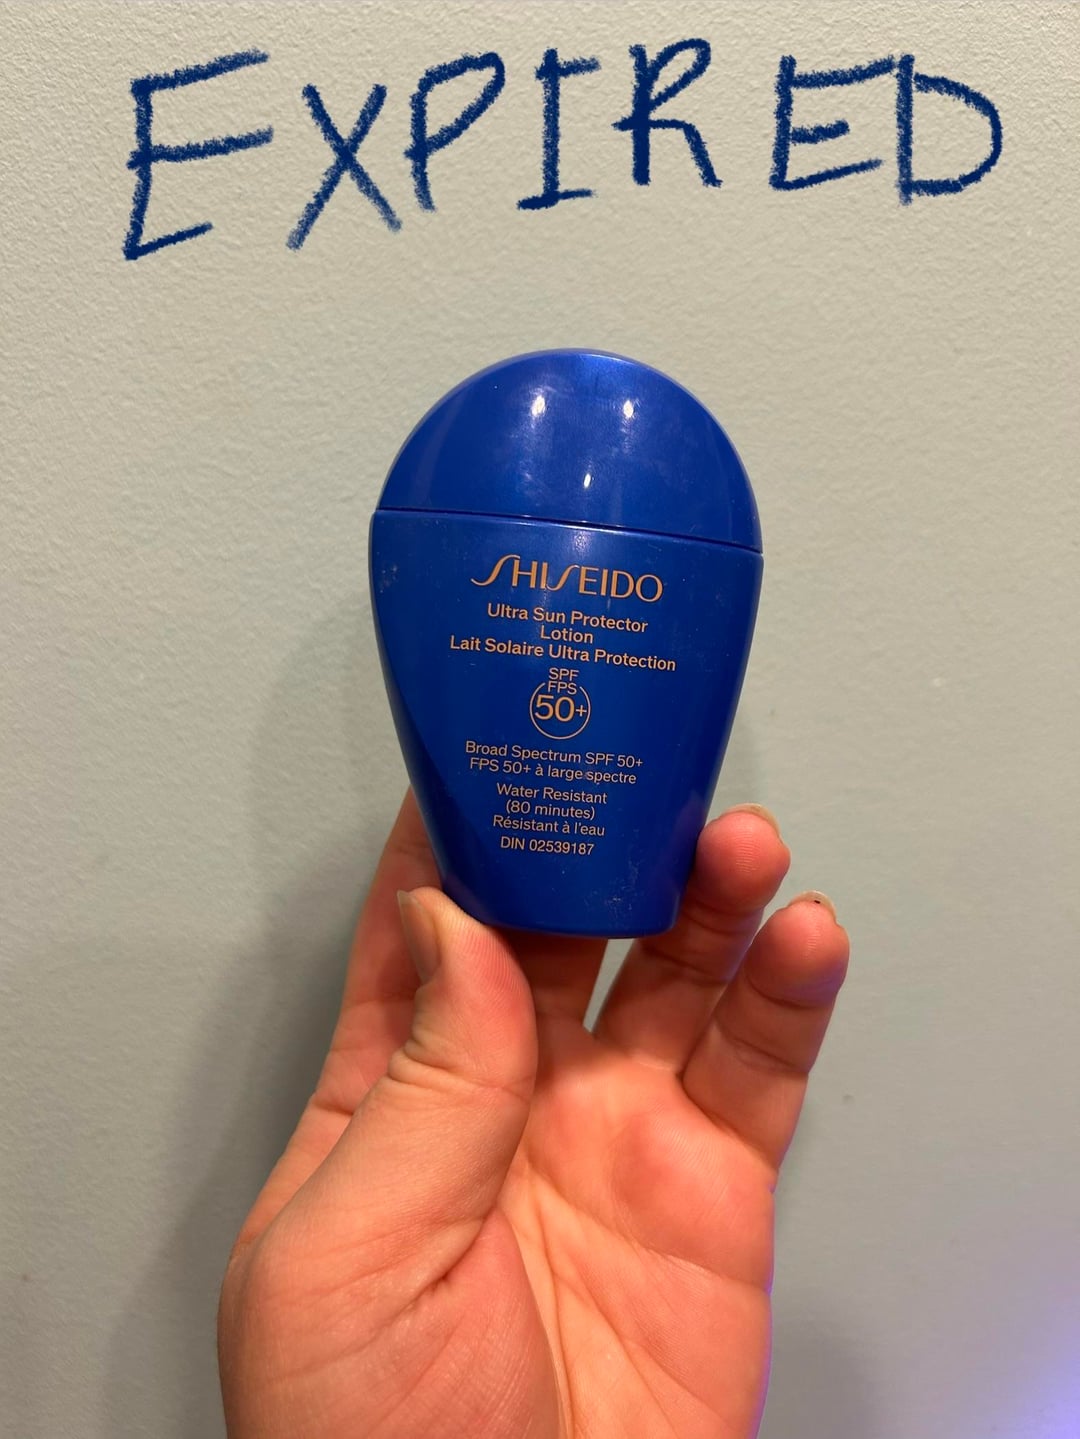 EXPIRED
SHISEIDO
Ultra Sun Protector
Lotion
Lait Solaire Ultra Protection
SPF
FPS
50+
Broad Spectrum SPF 50+
FPS 50+ à large spectre
Water Resistant
(80 minutes)
Résistant à l'eau
DIN 02539187